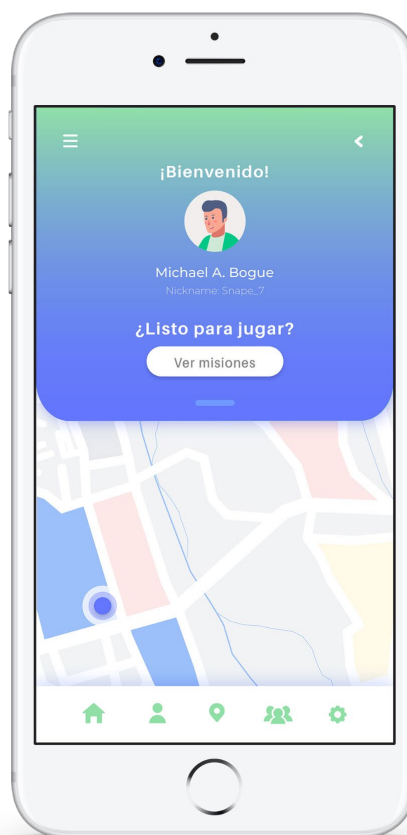 ¡Bienvenido!
Michael A. Bogue
Nickname: Snape_7
¿Listo para jugar?
Ver misiones